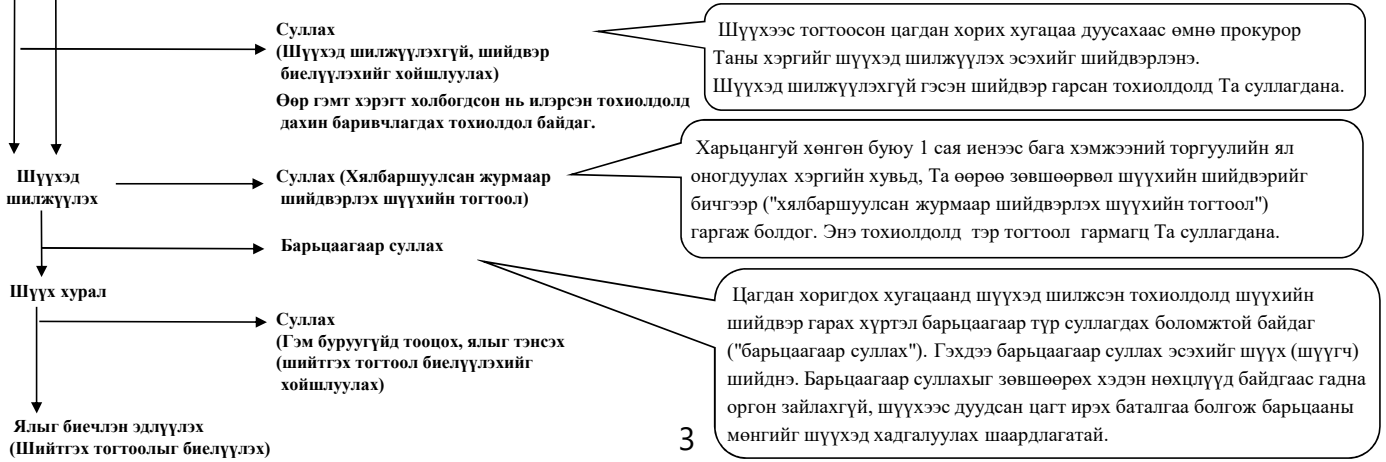 Суллах
(Шүүхэд шилжүүлэхгүй, шийдвэр
биелүүлэхийг хойшлуулах)
Өөр гэмт хэрэгт холбогдсон нь илэрсэн тохиолдолд
дахин баривчлагдах тохиолдол байдаг.
Шүүхээс тогтоосон цагдан хорих хугацаа дуусахаас өмнө прокурор
Таны хэргийг шүүхэд шилжүүлэх эсэхийг шийдвэрлэнэ.
Шүүхэд шилжүүлэхгүй гэсэн шийдвэр гарсан тохиолдолд Та суллагдана.
Шүүхэд
шилжүүлэх
Суллах (Хялбаршуулсан журмаар
шийдвэрлэх шүүхийн тогтоол)
Харьцангуй хөнгөн буюу 1 сая иенээс бага хэмжээний торгуулийн ял
оногдуулах хэргийн хувьд, Та өөрөө зөвшөөрвөл шүүхийн шийдвэрийг
бичгээр ("хялбаршуулсан журмаар шийдвэрлэх шүүхийн тогтоол")
гаргаж болдог. Энэ тохиолдолд тэр тогтоол гармагц Та суллагдана.
Барьцаагаар суллах
Шүүх хурал
Суллах
(Гэм буруугүйд тооцох, ялыг тэнсэх
(шийтгэх тогтоол биелүүлэхийг
хойшлуулах)
Цагдан хоригдох хугацаанд шүүхэд шилжсэн тохиолдолд шүүхийн
шийдвэр гарах хүртэл барьцаагаар түр суллагдах боломжтой байдаг
("барьцаагаар суллах"). Гэхдээ барьцаагаар суллах эсэхийг шүүх (шүүгч)
шийднэ. Барьцаагаар суллахыг зөвшөөрөх хэдэн нөхцлүүд байдгаас гадна
оргон зайлахгүй, шүүхээс дуудсан цагт ирэх баталгаа болгож барьцааны
мөнгийг шүүхэд хадгалуулах шаардлагатай.
Ялыг биечлэн эдлүүлэх
(Шийтгэх тогтоолыг биелүүлэх)
3